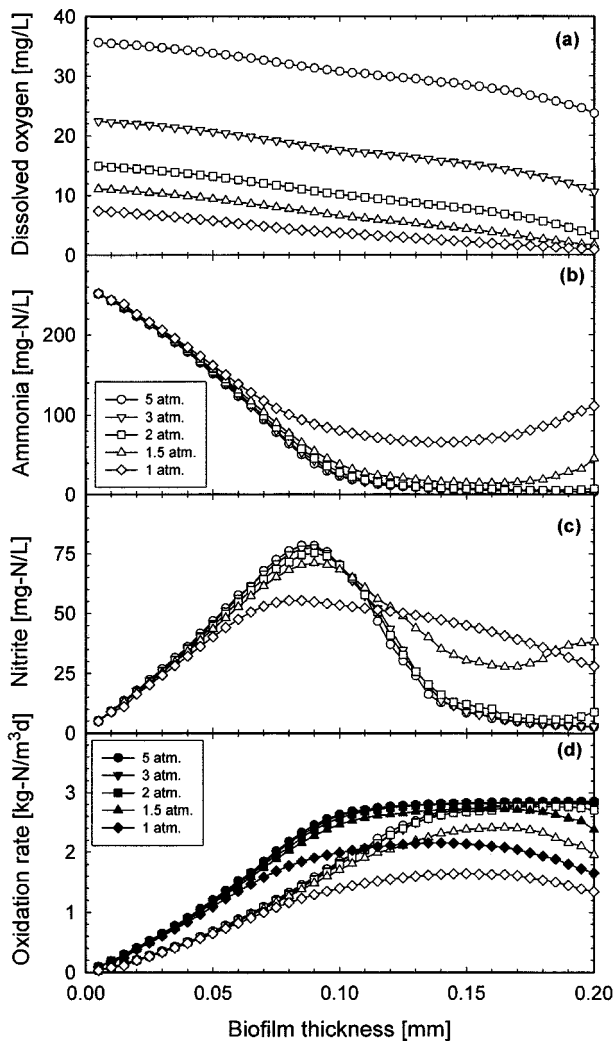 (a)
Dissolved oxygen [mg/L]
40
30
20
10
0
(b)
Ammonia [mg-N/L]
200
100
0
5 atm.
3 atm.
2 atm.
1.5 atm.
1 atm.
(c)
Nitrite [mg-N/L]
75
50
25
0
(d)
Oxidation rate [kg-N/m³d]
3
2
1
0
5 atm.
3 atm.
2 atm.
1.5 atm.
1 atm.
0.00 0.05 0.10 0.15 0.20
Biofilm thickness [mm]